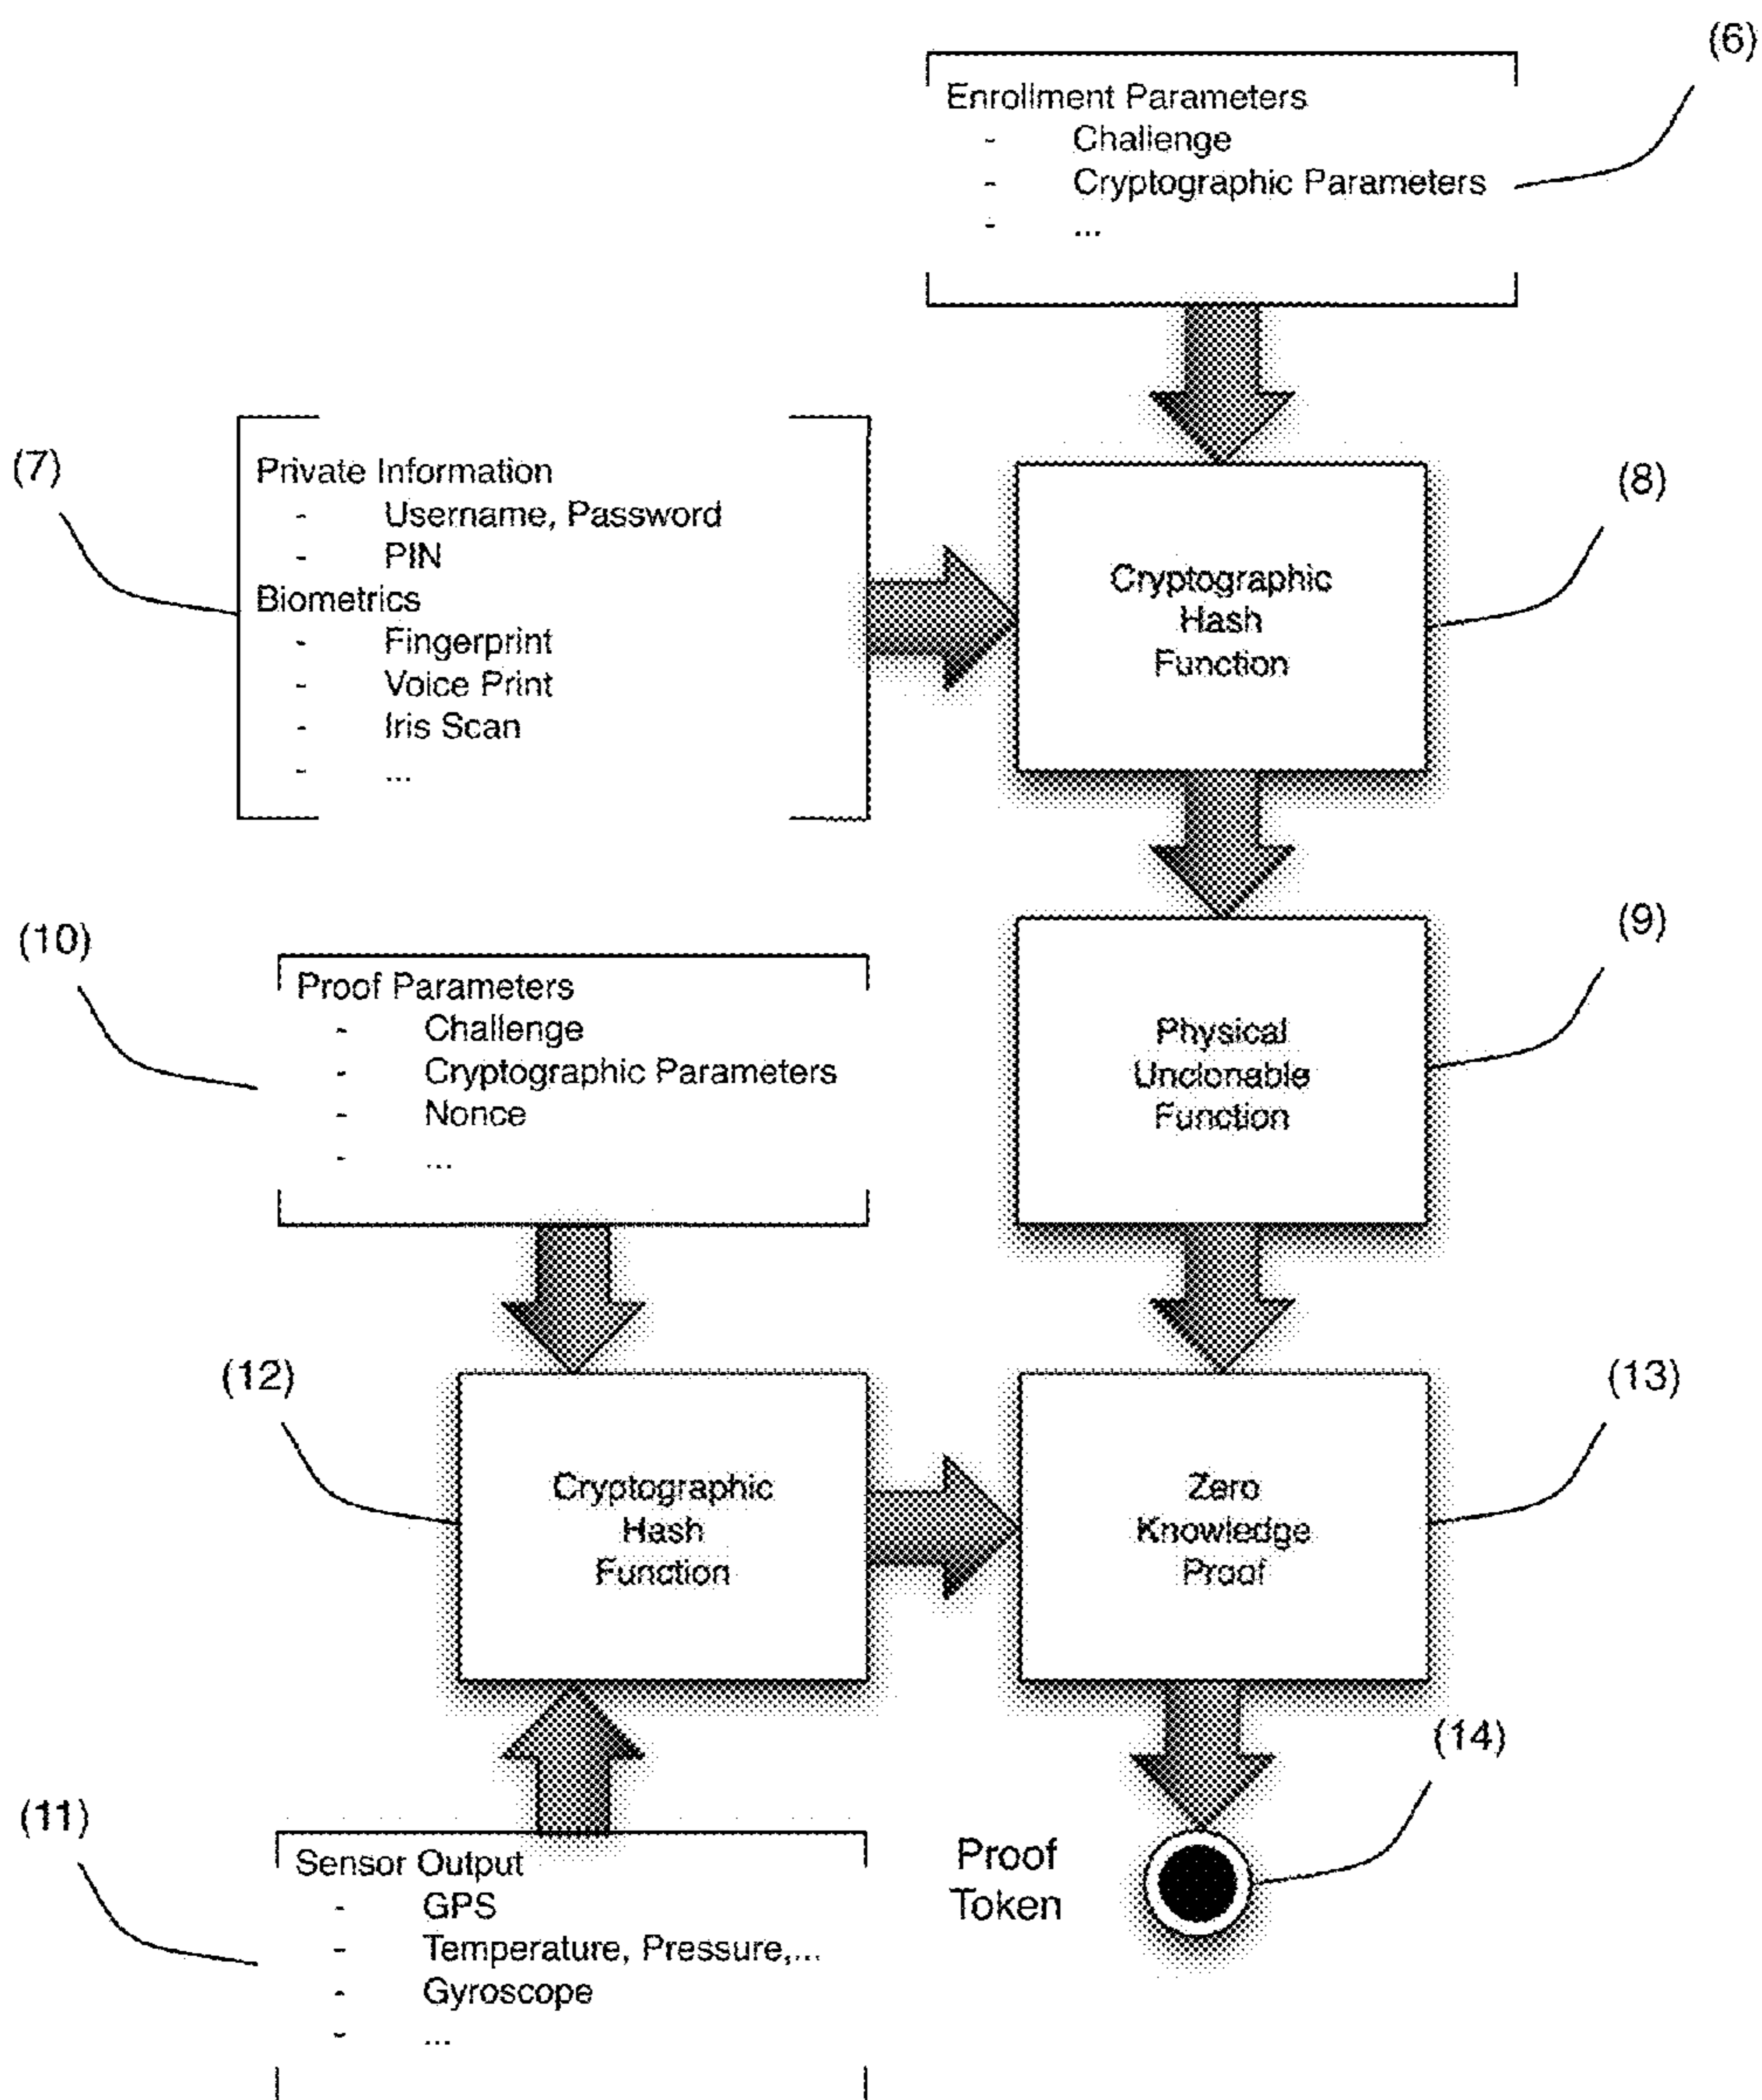 (6)
Enrollment Parameters
- Challenge
- Cryptographic Parameters
- ...
(7)
Private Information
- Username, Password
- PIN
Biometrics
- Fingerprint
- Voice Print
- Iris Scan
- ...
(8)
Cryptographic
Hash
Function
(9)
Physical
Unclonable
Function
(10)
Proof Parameters
- Challenge
- Cryptographic Parameters
- Nonce
- ...
(12)
Cryptographic
Hash
Function
(13)
Zero
Knowledge
Proof
(11)
Sensor Output
- GPS
- Temperature, Pressure,...
- Gyroscope
- ...
(14)
Proof
Token